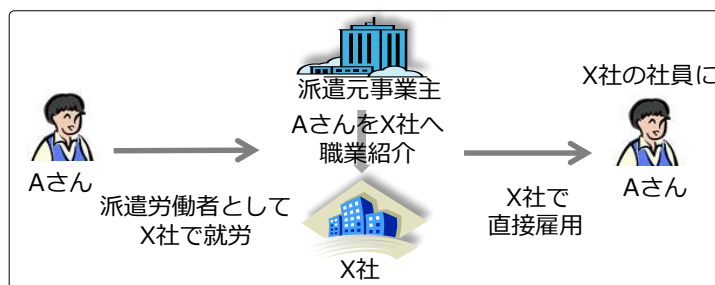 Aさん
派遣労働者として
X社で就労
派遣元事業主
AさんをX社へ
職業紹介
X社
X社で
直接雇用
X社の社員に
Aさん